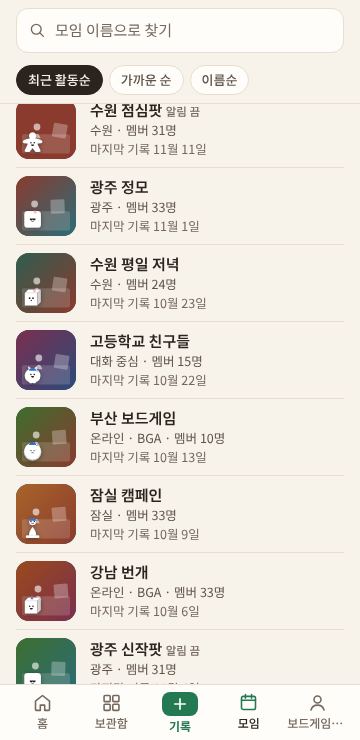 모임 이름으로 찾기
최근 활동순 가까운 순 이름순
수원 점심팟 알림 끔
수원 · 멤버 31명
마지막 기록 11월 11일
광주 정모
광주 · 멤버 33명
마지막 기록 11월 1일
수원 평일 저녁
수원 · 멤버 24명
마지막 기록 10월 23일
고등학교 친구들
대화 중심 · 멤버 15명
마지막 기록 10월 22일
부산 보드게임
온라인 · BGA · 멤버 10명
마지막 기록 10월 13일
잠실 캠페인
잠실 · 멤버 33명
마지막 기록 10월 9일
강남 번개
온라인 · BGA · 멤버 33명
마지막 기록 10월 6일
광주 신작팟 알림 끔
광주 · 멤버 31명
홈 보관함 기록 모임 보드게임…